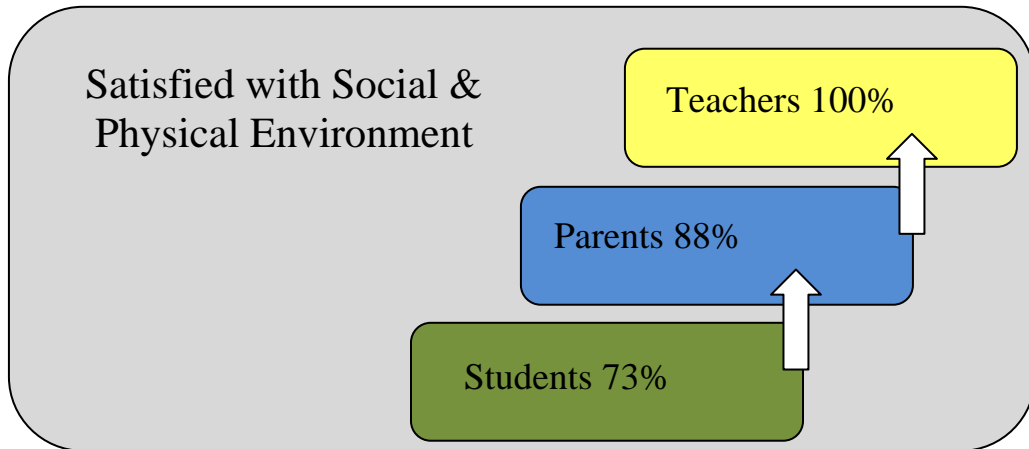 Satisfied with Social &
Physical Environment
Teachers 100%
Parents 88%
Students 73%